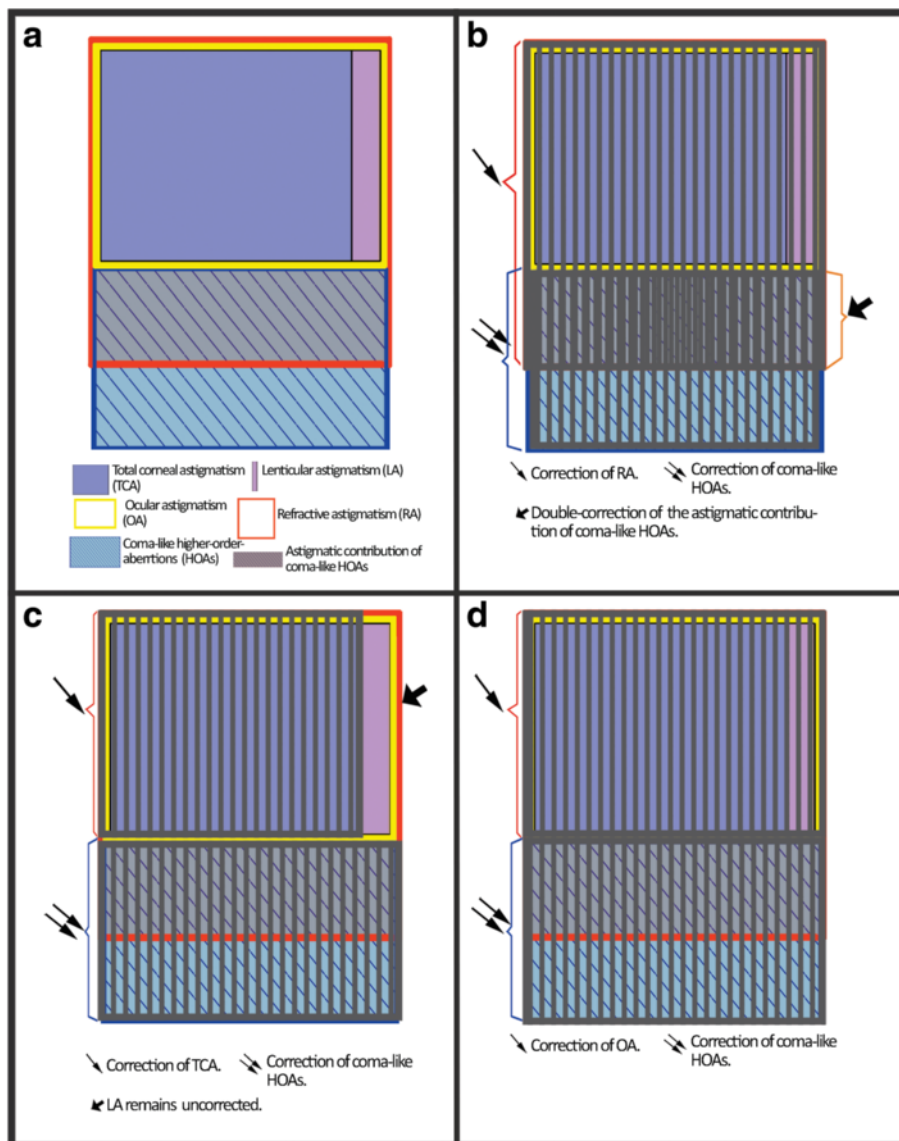 a
Total corneal astigmatism
(TCA)
Lenticular astigmatism (LA)
Ocular astigmatism
(OA)
Refractive astigmatism (RA)
Coma-like higher-order-
aberrtions (HOAs)
Astigmatic contribution of
coma-like HOAs
b
Correction of RA.
Correction of coma-like
HOAs.
Double-correction of the astigmatic contribu-
tion of coma-like HOAs.
c
Correction of TCA.
Correction of coma-like
HOAs.
LA remains uncorrected.
d
Correction of OA.
Correction of coma-like
HOAs.